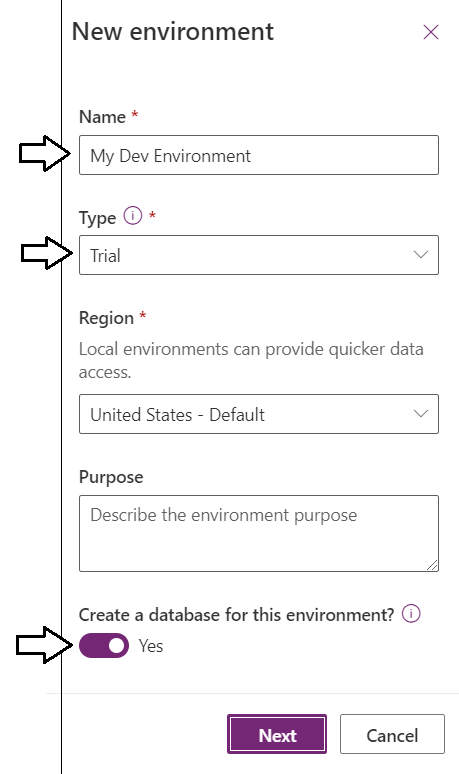 New environment
Name *
My Dev Environment
Type *
Trial
Region *
Local environments can provide quicker data
access.
United States - Default
Purpose
Describe the environment purpose
Create a database for this environment?
Yes
Next Cancel